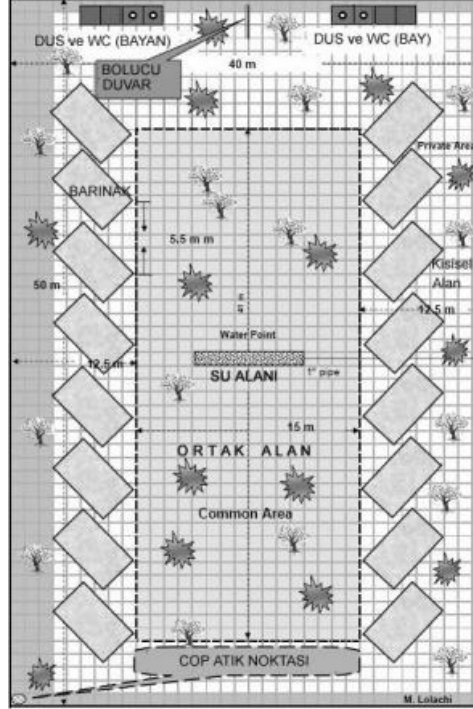 DUS ve WC (BAYAN)
DUS ve WC (BAY)
BOLUCU
DUVAR
40 m
Private Area
BARINAK
5.5 m m
Kisisel
Alan
50 m
41 m
12.5 m
Water Point
12.5 m
SU ALANI
1" pipe
15 m
ORTAK ALAN
Common Area
COP ATIK NOKTASI
M. Lolachi